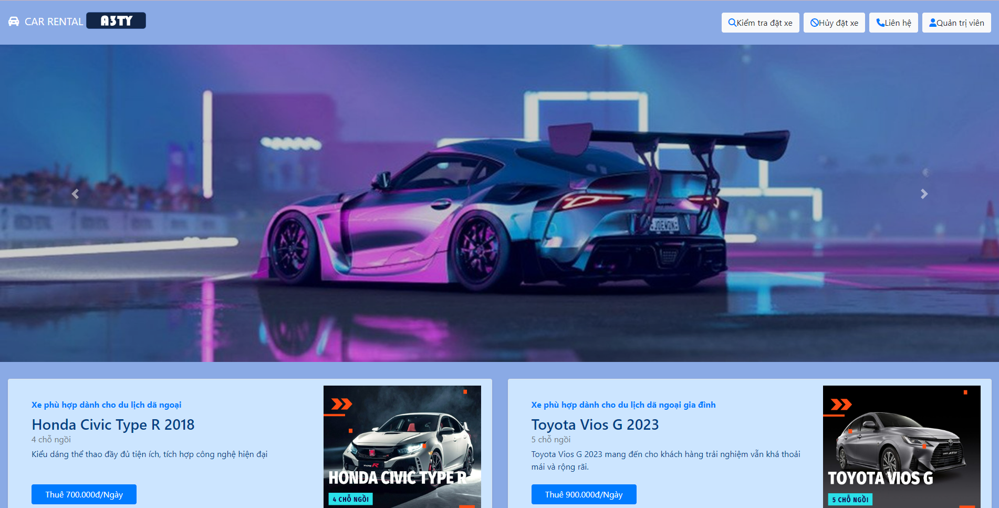 CAR RENTAL A3TY
Kiểm tra đặt xe
Hủy đặt xe
Liên hệ
Quản trị viên
Xe phù hợp dành cho du lịch dã ngoại
Honda Civic Type R 2018
4 chỗ ngồi
Kiểu dáng thể thao đầy đủ tiện ích, tích hợp công nghệ hiện đại
Thuê 700.000đ/Ngày
TYPE R
HONDA CIVIC TYPE R
4 CHỖ NGỒI
Xe phù hợp dành cho du lịch dã ngoại gia đình
Toyota Vios G 2023
5 chỗ ngồi
Toyota Vios G 2023 mang đến cho khách hàng trải nghiệm vẫn khá thoải
mái và rộng rãi.
Thuê 900.000đ/Ngày
ATIV
TOYOTA VIOS G
5 CHỖ NGỒI